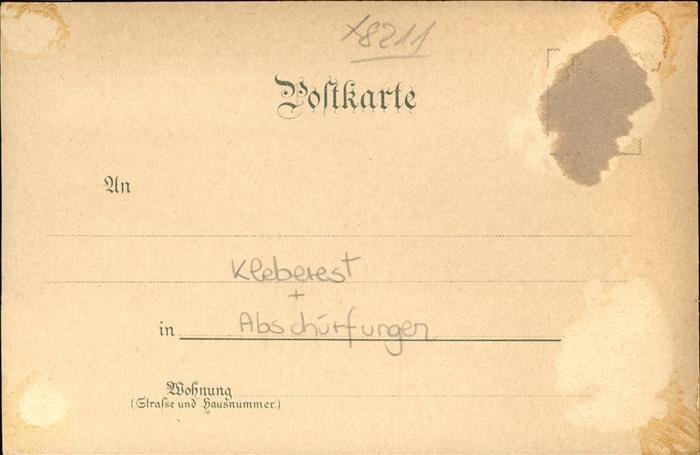 x8211
Postkarte
An
Kleberest
+
Abschürfungen
in
Wohnung
(Straſse und Hausnummer.)